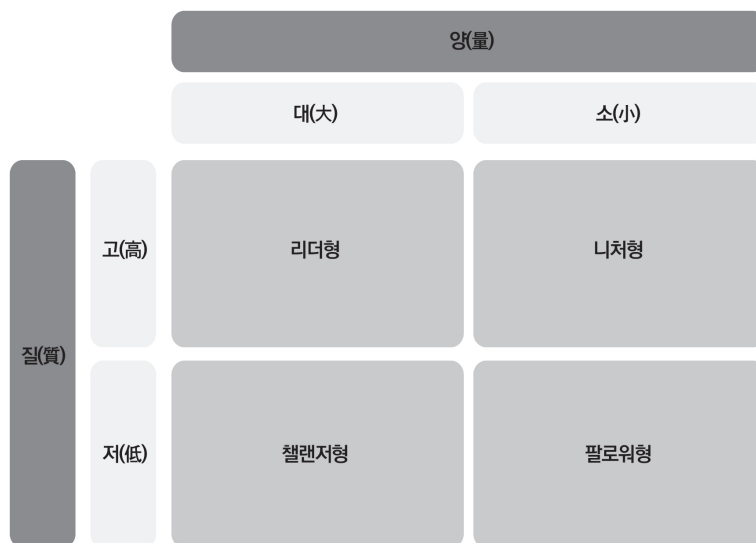 양(量)
대(大)
소(小)
질(質)
고(高)
리더형
니처형
저(低)
챌랜저형
팔로워형